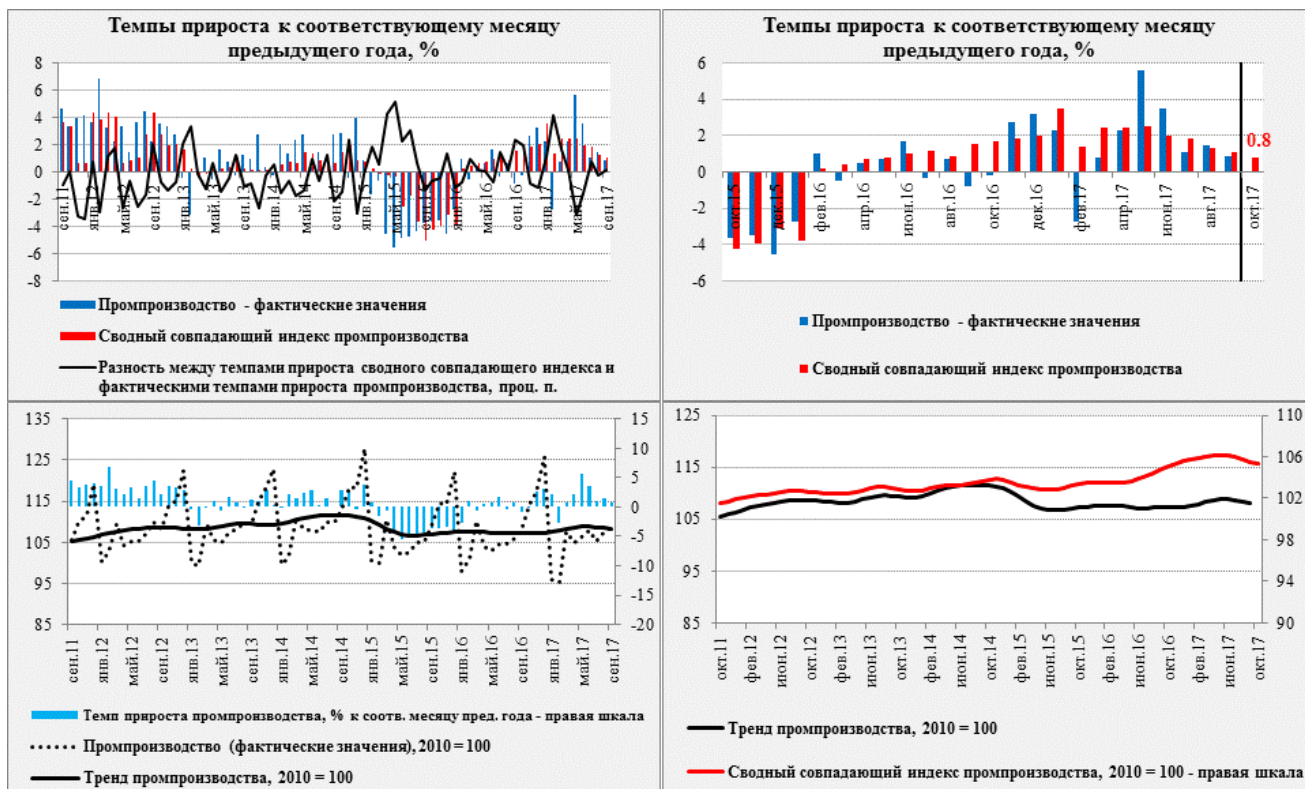 Темпы прироста к соответствующему месяцу
предыдущего года, %
8
6
4
2
0
-2
-4
-6
-8
сен.11
янв.12
май.12
сен.12
янв.13
май.13
сен.13
янв.14
май.14
сен.14
янв.15
май.15
сен.15
янв.16
май.16
сен.16
янв.17
май.17
сен.17
Промпроизводство - фактические значения
Сводный совпадающий индекс промпроизводства
Разность между темпами прироста сводного совпадающего индекса и
фактическими темпами прироста промпроизводства, проц. п.
Темпы прироста к соответствующему месяцу
предыдущего года, %
6
4
2
0
-2
-4
-6
0.8
окт.15
дек.15
фев.16
апр.16
июн.16
авг.16
окт.16
дек.16
фев.17
апр.17
июн.17
авг.17
окт.17
Промпроизводство - фактические значения
Сводный совпадающий индекс промпроизводства
135
125
115
105
95
85
15
10
5
0
-5
-10
-15
-20
сен.11
янв.12
май.12
сен.12
янв.13
май.13
сен.13
янв.14
май.14
сен.14
янв.15
май.15
сен.15
янв.16
май.16
сен.16
янв.17
май.17
сен.17
Темп прироста промпроизводства, % к соотв. месяцу пред. года - правая шкала
Промпроизводство (фактические значения), 2010 = 100
Тренд промпроизводства, 2010 = 100
125
115
105
95
85
110
106
102
98
94
90
окт.11
фев.12
июн.12
окт.12
фев.13
июн.13
окт.13
фев.14
июн.14
окт.14
фев.15
июн.15
окт.15
фев.16
июн.16
окт.16
фев.17
июн.17
окт.17
Тренд промпроизводства, 2010 = 100
Сводный совпадающий индекс промпроизводства, 2010 = 100 - правая шкала